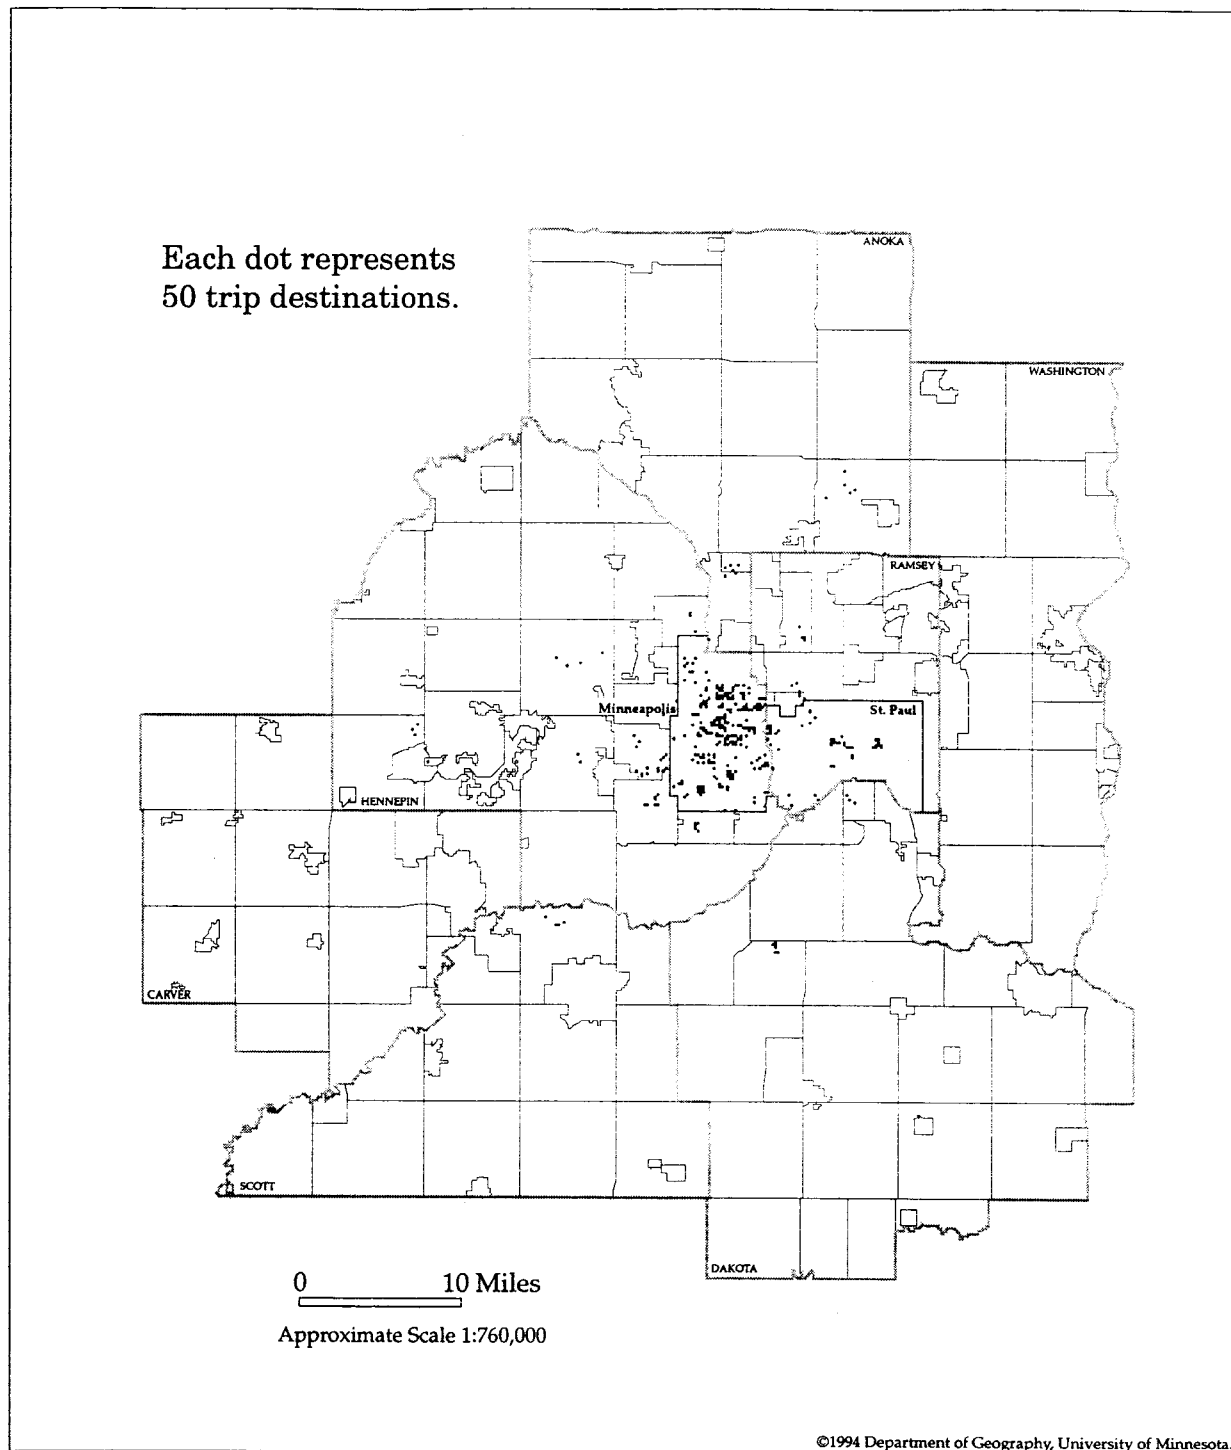 Each dot represents
50 trip destinations.
ANOKA
WASHINGTON
RAMSEY
Minneapolis
St. Paul
HENNEPIN
CARVER
SCOTT
DAKOTA
0 10 Miles
Approximate Scale 1:760,000
©1994 Department of Geography, University of Minnesota